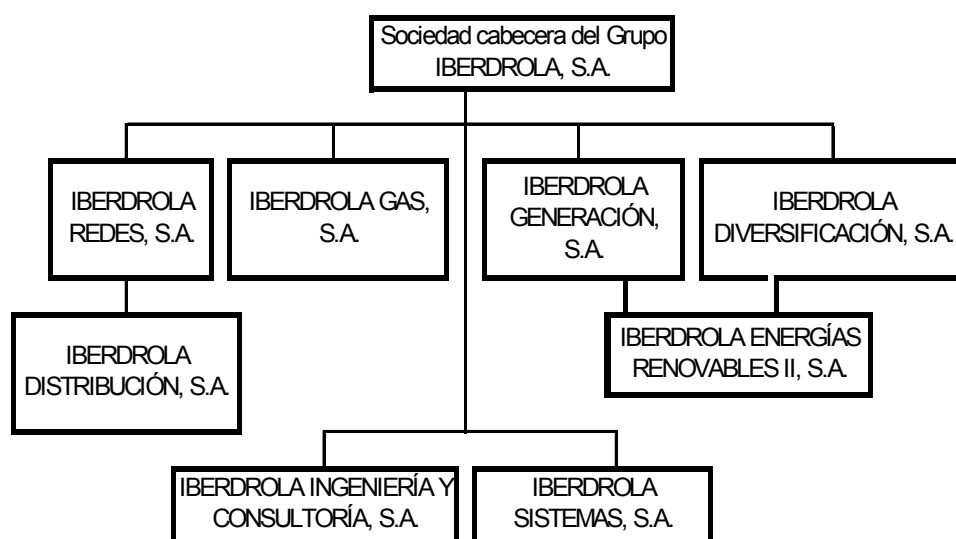 Sociedad cabecera del Grupo
IBERDROLA, S.A.
IBERDROLA
REDES, S.A.
IBERDROLA GAS,
S.A.
IBERDROLA
GENERACIÓN,
S.A.
IBERDROLA
DIVERSIFICACIÓN, S.A.
IBERDROLA
DISTRIBUCIÓN, S.A.
IBERDROLA ENERGÍAS
RENOVABLES II, S.A.
IBERDROLA INGENIERÍA Y
CONSULTORÍA, S.A.
IBERDROLA
SISTEMAS, S.A.